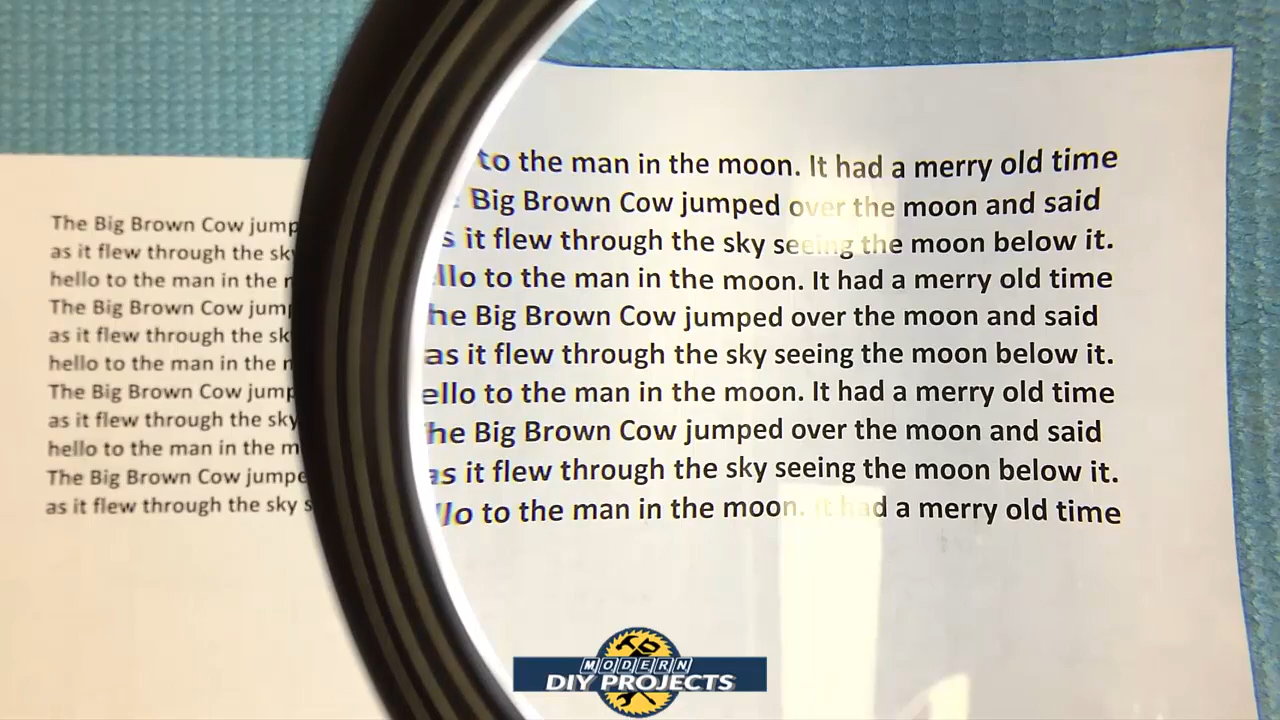 The Big Brown Cow jump
as it flew through the sk
hello to the man in the
The Big Brown Cow jum
as it flew through the sk
hello to the man in the
The Big Brown Cow jump
as it flew through the sky
hello to the man in the m
The Big Brown Cow jumpe
as it flew through the sky s
to the man in the moon. It had a merry old time
Big Brown Cow jumped over the moon and said
s it flew through the sky seeing the moon below it.
llo to the man in the moon. It had a merry old time
he Big Brown Cow jumped over the moon and said
as it flew through the sky seeing the moon below it.
ello to the man in the moon. It had a merry old time
he Big Brown Cow jumped over the moon and said
as it flew through the sky seeing the moon below it.
llo to the man in the moon. It had a merry old time
MODERN
DIY PROJECTS